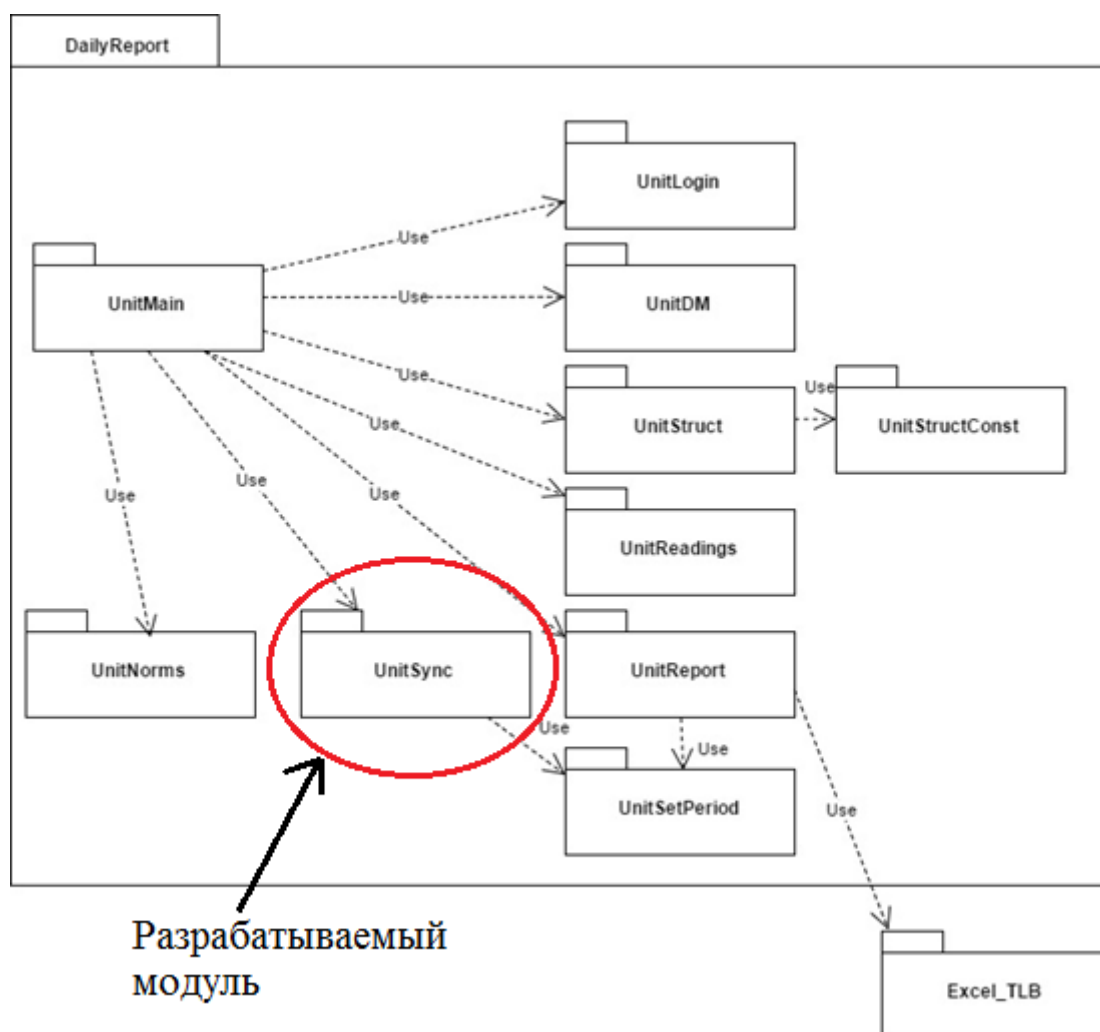 DailyReport
UnitLogin
Use
UnitMain
Use
UnitDM
Use
UnitStruct
Use
UnitStructConst
Use
Use
Use
Use
UnitReadings
UnitNorms
UnitSync
UnitReport
Use
Use
UnitSetPeriod
Use
Разрабатываемый
модуль
Excel_TLB